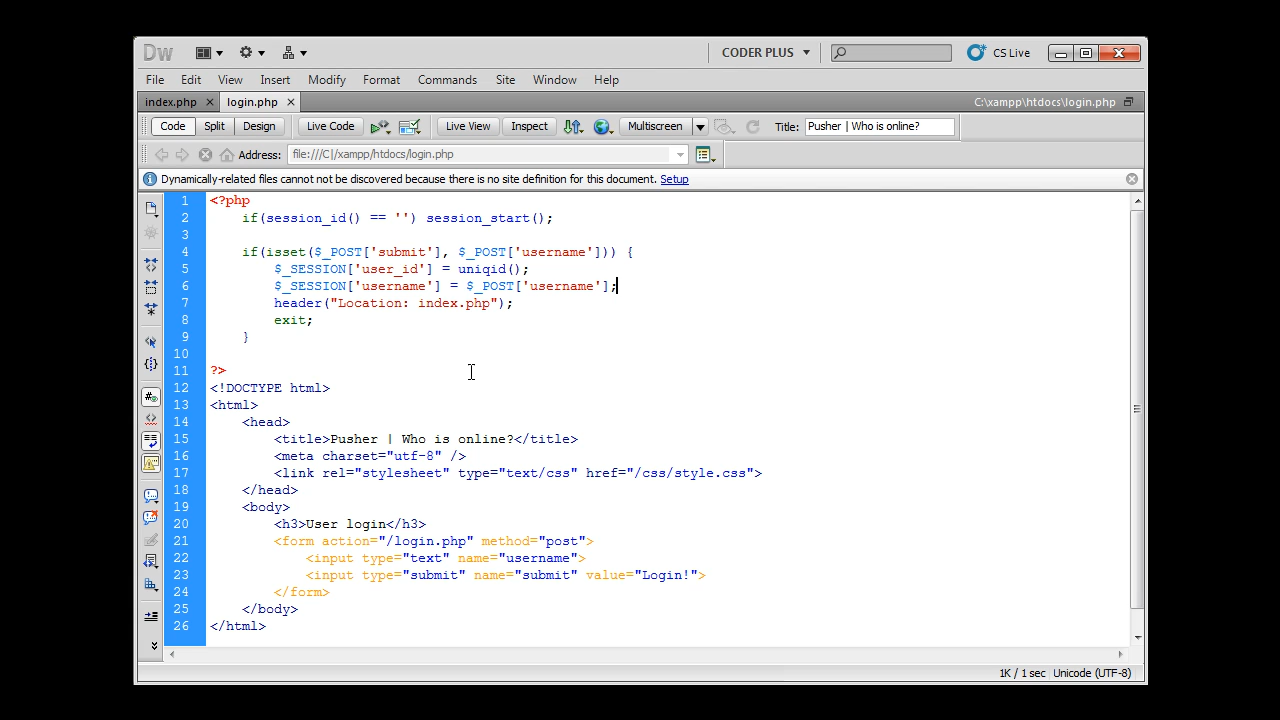 Dw
CODER PLUS
CS Live
File Edit View Insert Modify Format Commands Site Window Help
index.php login.php C:\xampp\htdocs\login.php
Code Split Design Live Code Live View Inspect Multiscreen Title: Pusher | Who is online?
Address: file:///C|/xampp/htdocs/login.php
Dynamically-related files cannot not be discovered because there is no site definition for this document. Setup
1 <?php
2 if(session_id() == '') session_start();
3
4 if(isset($_POST['submit'], $_POST['username'])) {
5 $_SESSION['user_id'] = uniqid();
6 $_SESSION['username'] = $_POST['username'];
7 header("Location: index.php");
8 exit;
9 }
10
11 ?>
12 <!DOCTYPE html>
13 <html>
14 <head>
15 <title>Pusher | Who is online?</title>
16 <meta charset="utf-8" />
17 <link rel="stylesheet" type="text/css" href="/css/style.css">
18 </head>
19 <body>
20 <h3>User login</h3>
21 <form action="/login.php" method="post">
22 <input type="text" name="username">
23 <input type="submit" name="submit" value="Login!">
24 </form>
25 </body>
26 </html>
1K / 1 sec Unicode (UTF-8)